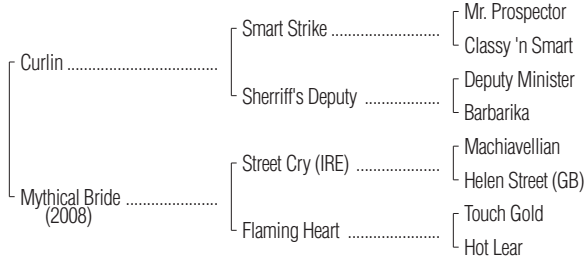 Mr. Prospector
Smart Strike ....................
Classy 'n Smart
Curlin ............................
Deputy Minister
Sherriff's Deputy ..............
Barbarika
Machiavellian
Street Cry (IRE) ...............
Helen Street (GB)
Mythical Bride .................
(2008)
Touch Gold
Flaming Heart .................
Hot Lear